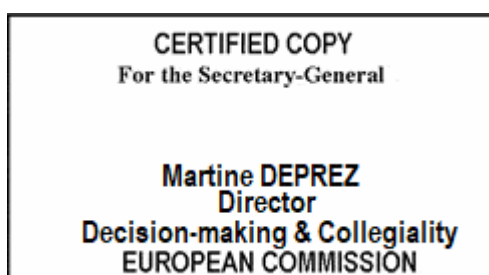 CERTIFIED COPY
For the Secretary-General
Martine DEPREZ
Director
Decision-making & Collegiality
EUROPEAN COMMISSION